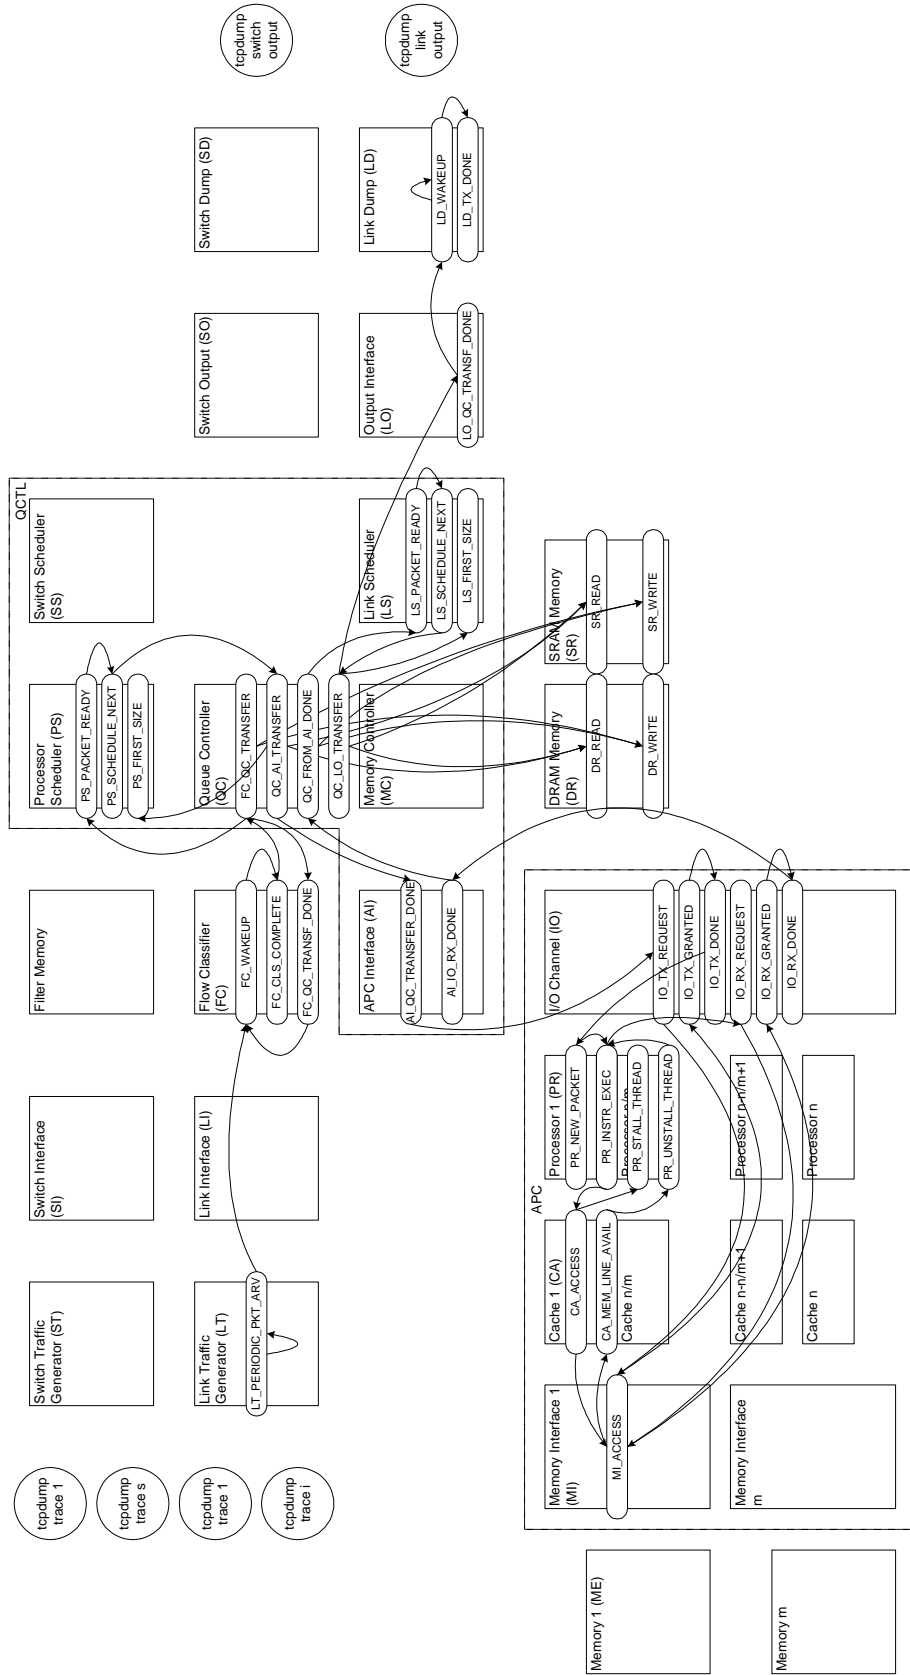 tcpdump
trace 1
tcpdump
trace s
tcpdump
trace 1
tcpdump
trace i
Switch Traffic
Generator (ST)
Switch Interface
(SI)
Filter Memory
Processor
Scheduler (PS)
PS_PACKET_READY
PS_SCHEDULE_NEXT
PS_FIRST_SIZE
Switch Scheduler
(SS)
QCTL
Link Traffic
Generator (LT)
LT_PERIODIC_PKT_ARV
Link Interface (LI)
Flow Classifier
(FC)
FC_WAKEUP
FC_CLS_COMPLETE
FC_QC_TRANSF_DONE
Queue Controller
(QC)
FC_QC_TRANSFER
QC_AI_TRANSFER
QC_FROM_AI_DONE
QC_LO_TRANSFER
Switch Output (SO)
Switch Dump (SD)
tcpdump
switch
output
APC Interface (AI)
AI_QC_TRANSFER_DONE
AI_IO_RX_DONE
Memory Controller
(MC)
Link Scheduler
(LS)
LS_PACKET_READY
LS_SCHEDULE_NEXT
LS_FIRST_SIZE
Output Interface
(LO)
LO_QC_TRANSF_DONE
Link Dump (LD)
LD_WAKEUP
LD_TX_DONE
tcpdump
link
output
APC
Memory Interface 1
(MI)
MI_ACCESS
Cache 1 (CA)
CA_ACCESS
CA_MEM_LINE_AVAIL
Cache n/m
Processor 1 (PR)
PR_NEW_PACKET
PR_INSTR_EXEC
Processor n/m
PR_STALL_THREAD
PR_UNSTALL_THREAD
I/O Channel (IO)
IO_TX_REQUEST
IO_TX_GRANTED
IO_TX_DONE
IO_RX_REQUEST
IO_RX_GRANTED
IO_RX_DONE
DRAM Memory
(DR)
DR_READ
DR_WRITE
SRAM Memory
(SR)
SR_READ
SR_WRITE
Memory 1 (ME)
Memory Interface
m
Cache n-n/m+1
Processor n-n/m+1
Memory m
Cache n
Processor n